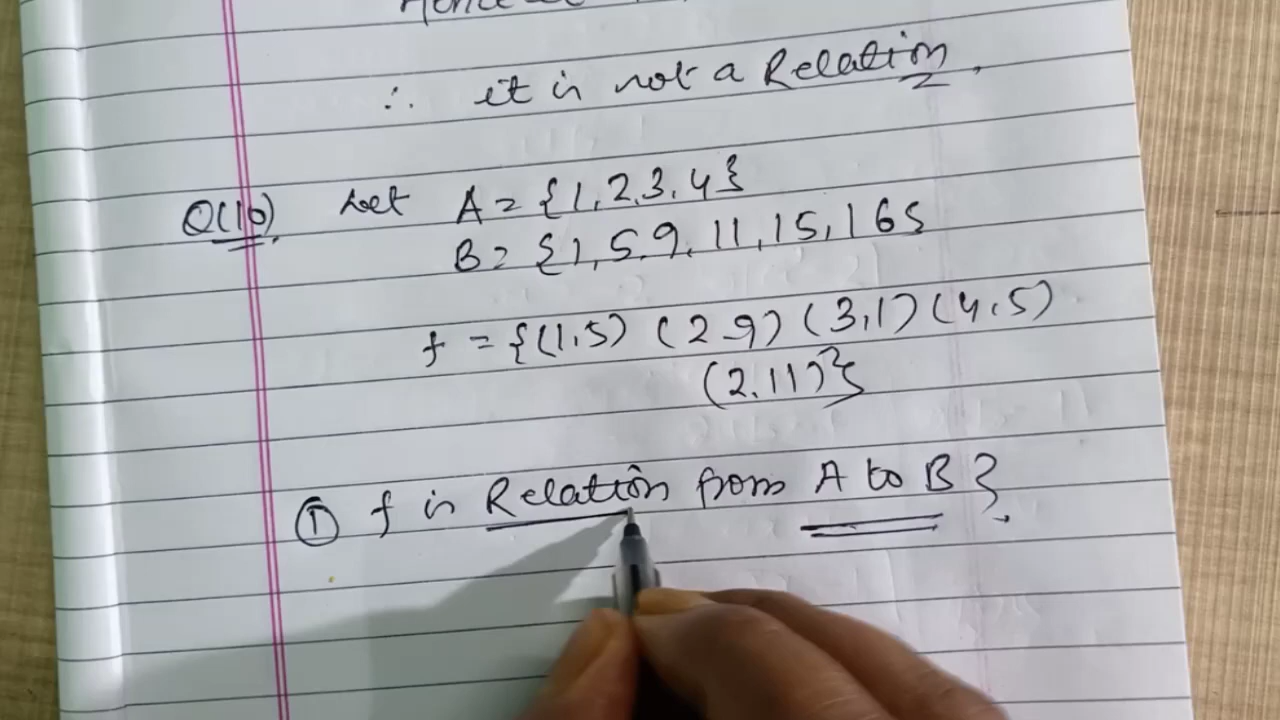 ∴ it is not a Relation.
Q(16) Let A = {1, 2, 3, 4}
B = {1, 5, 9, 11, 15, 16}
f = {(1,5) (2,9) (3,1) (4,5)
(2,11)}
① f is Relation from A to B ?